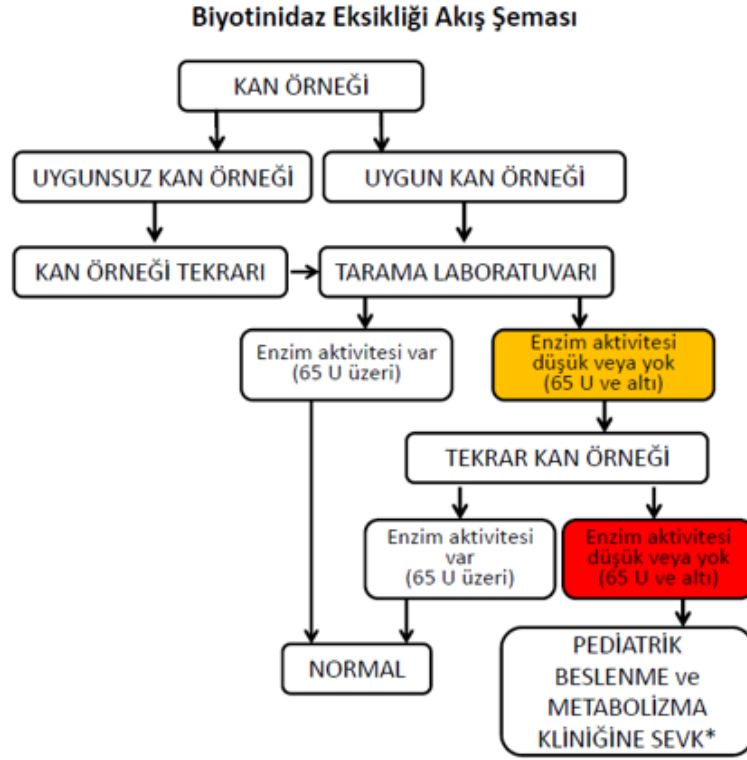 Biyotinidaz Eksikliği Akış Şeması
KAN ÖRNEĞİ
UYGUNSUZ KAN ÖRNEĞİ
UYGUN KAN ÖRNEĞİ
KAN ÖRNEĞİ TEKRARI
TARAMA LABORATUVARI
Enzim aktivitesi var
(65 U üzeri)
Enzim aktivitesi
düşük veya yok
(65 U ve altı)
TEKRAR KAN ÖRNEĞİ
Enzim aktivitesi
var
(65 U üzeri)
Enzim aktivitesi
düşük veya yok
(65 U ve altı)
NORMAL
PEDİATRİK
BESLENME ve
METABOLİZMA
KLİNİĞİNE SEVK*